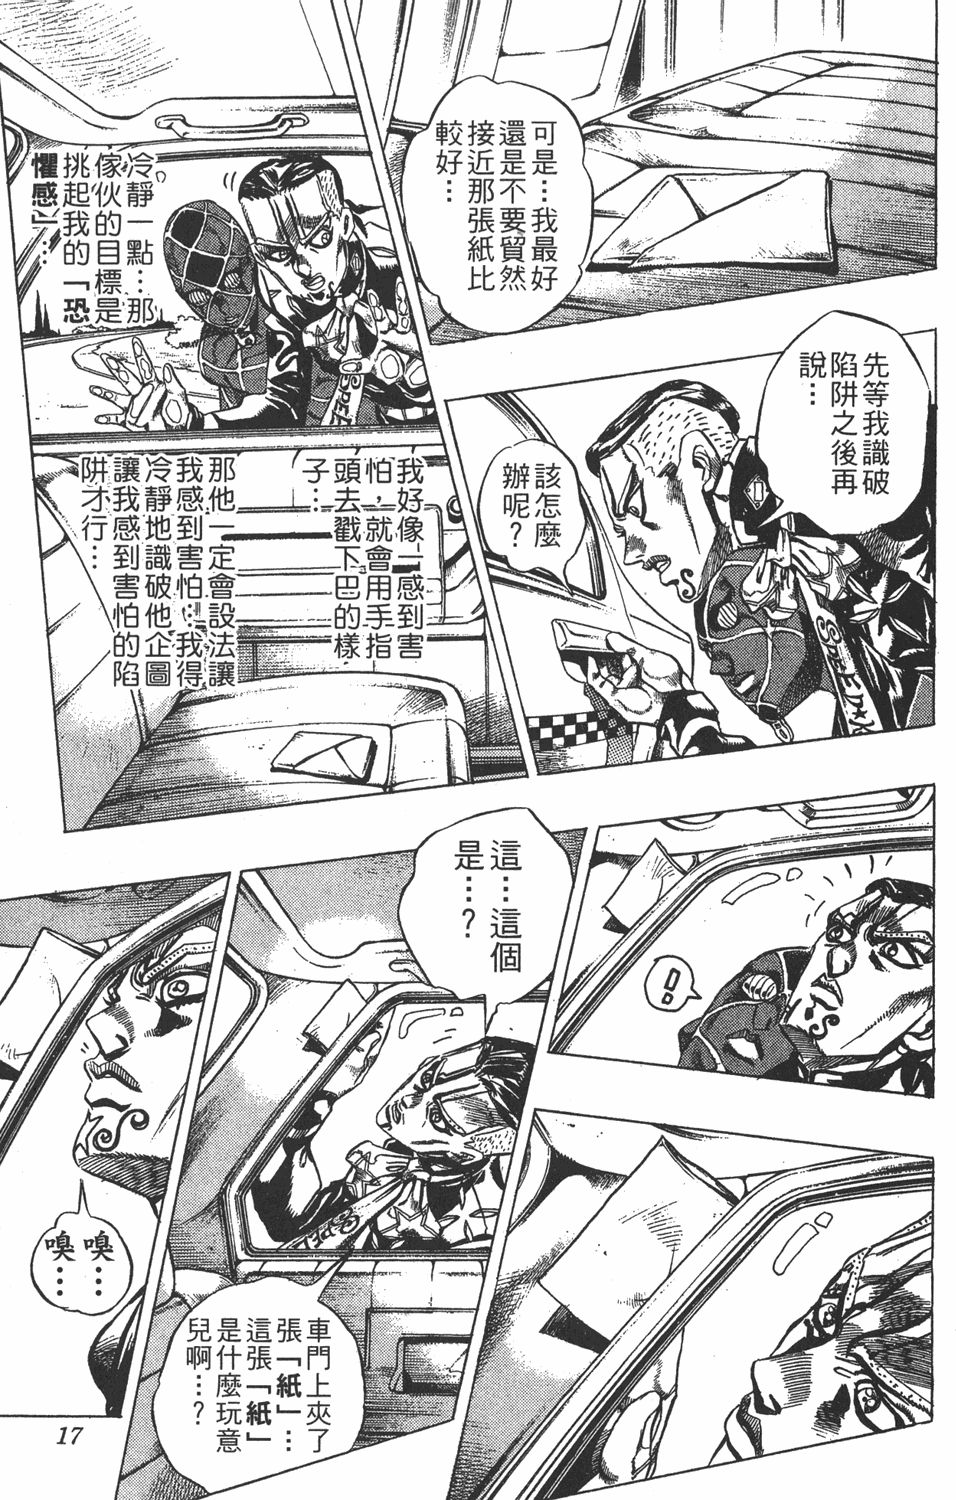 可是…我最好
還是不要貿然
接近那張紙比
較好…
先等我識破
陷阱之後再
說…
該怎麼
辦呢？
SPEED★K
冷靜一點…那
傢伙的目標是
挑起我的「恐
懼感」…
SPEA
我好像一感到害
怕，就會用手指
頭去戳下巴的樣
子…
那他一定會設法讓
我感到害怕…我得
冷靜地識破他企圖
讓我感到害怕的陷
阱才行…
！
這…這個
是…？
車門上夾了
張「紙」…
這張「紙」
是什麼玩意
兒啊…？
嗅…
嗅…
17